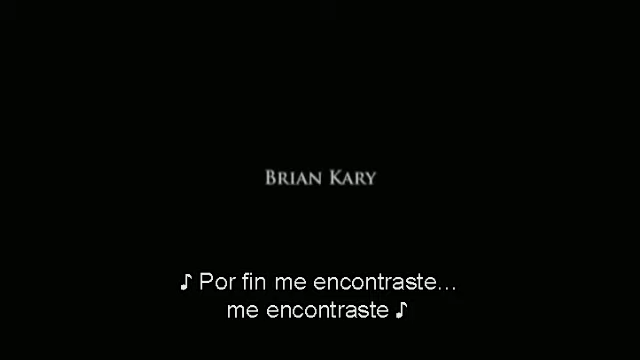 BRIAN KARY
♪ Por fin me encontraste...
me encontraste ♪